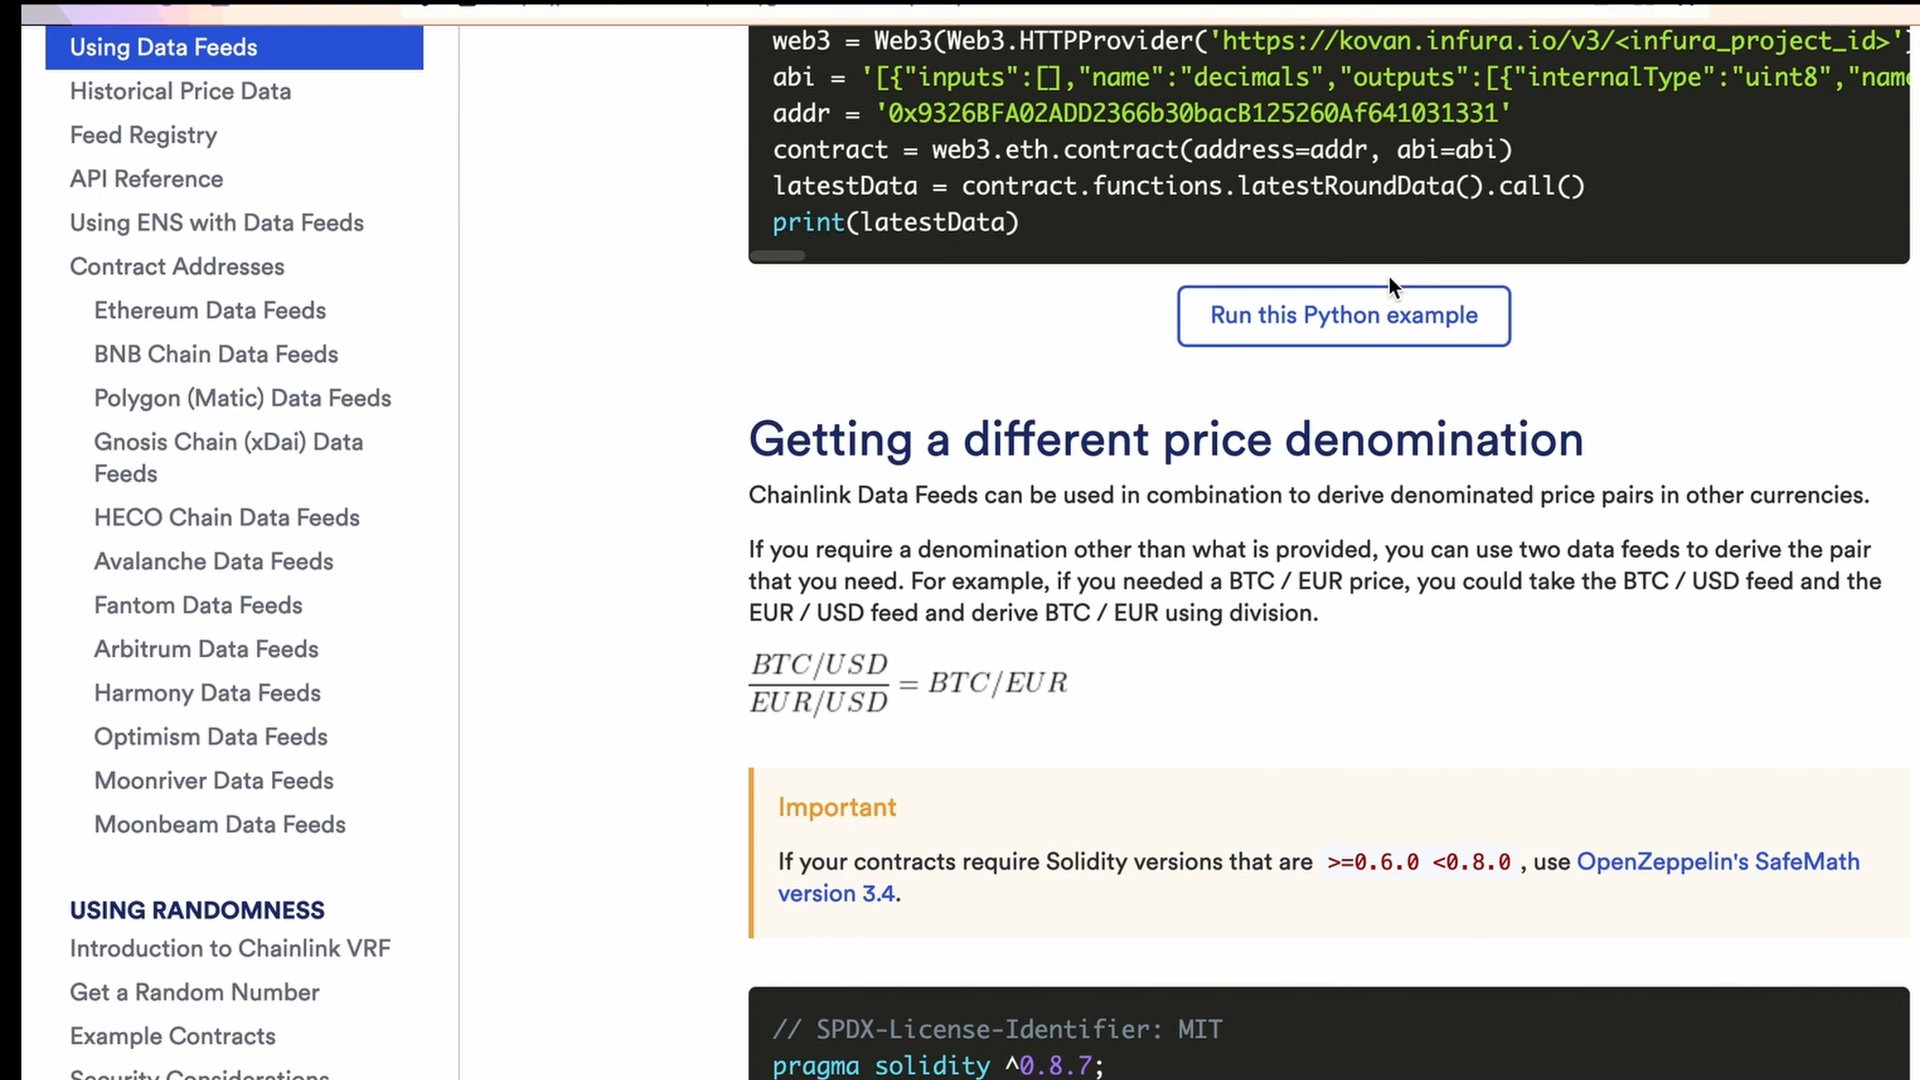 Using Data Feeds
Historical Price Data
Feed Registry
API Reference
Using ENS with Data Feeds
Contract Addresses
Ethereum Data Feeds
BNB Chain Data Feeds
Polygon (Matic) Data Feeds
Gnosis Chain (xDai) Data
Feeds
HECO Chain Data Feeds
Avalanche Data Feeds
Fantom Data Feeds
Arbitrum Data Feeds
Harmony Data Feeds
Optimism Data Feeds
Moonriver Data Feeds
Moonbeam Data Feeds
USING RANDOMNESS
Introduction to Chainlink VRF
Get a Random Number
Example Contracts
Security Considerations
web3 = Web3(Web3.HTTPProvider('https://kovan.infura.io/v3/<infura_project_id>')
abi = '[{"inputs":[],"name":"decimals","outputs":[{"internalType":"uint8","name
addr = '0x9326BFA02ADD2366b30bacB125260Af641031331'
contract = web3.eth.contract(address=addr, abi=abi)
latestData = contract.functions.latestRoundData().call()
print(latestData)
Run this Python example
Getting a different price denomination
Chainlink Data Feeds can be used in combination to derive denominated price pairs in other currencies.
If you require a denomination other than what is provided, you can use two data feeds to derive the pair
that you need. For example, if you needed a BTC / EUR price, you could take the BTC / USD feed and the
EUR / USD feed and derive BTC / EUR using division.
BTC/USD
EUR/USD = BTC/EUR
Important
If your contracts require Solidity versions that are >=0.6.0 <0.8.0 , use OpenZeppelin's SafeMath
version 3.4.
// SPDX-License-Identifier: MIT
pragma solidity ^0.8.7;